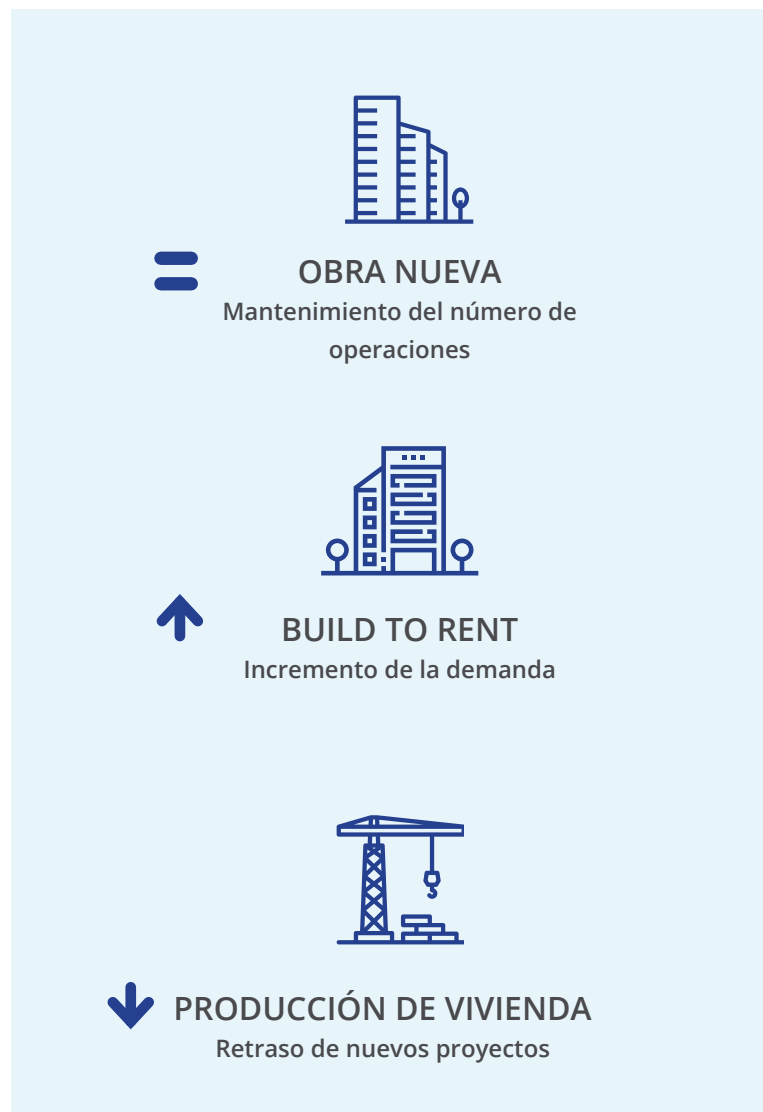 OBRA NUEVA
Mantenimiento del número de
operaciones
BUILD TO RENT
Incremento de la demanda
PRODUCCIÓN DE VIVIENDA
Retraso de nuevos proyectos